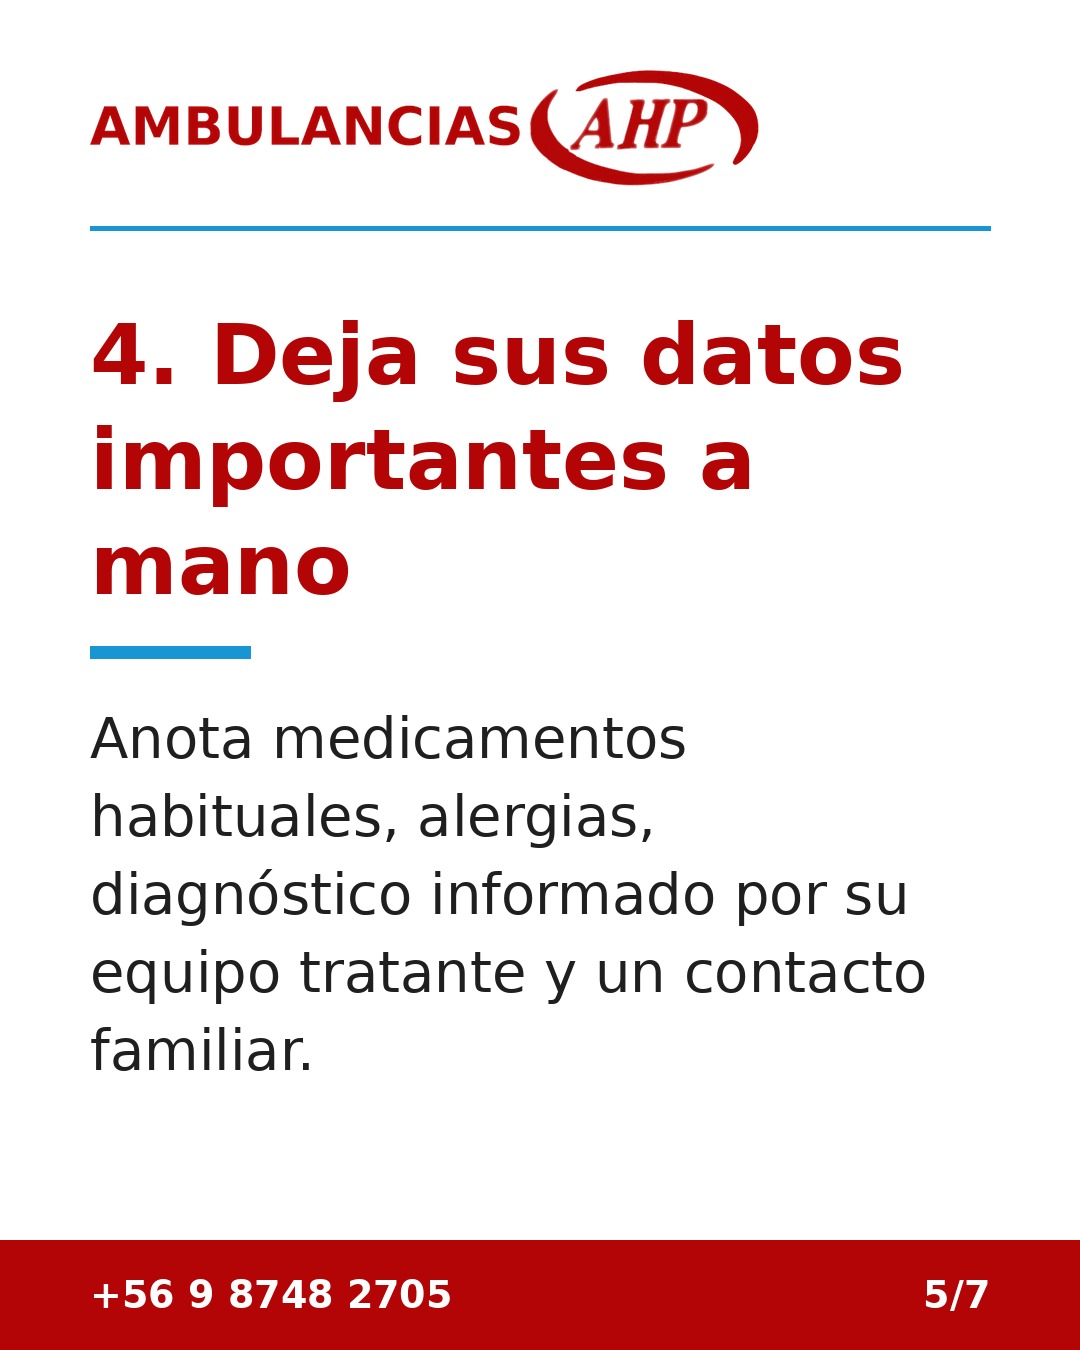 AMBULANCIAS AHP
4. Deja sus datos
importantes a
mano
Anota medicamentos
habituales, alergias,
diagnóstico informado por su
equipo tratante y un contacto
familiar.
+56 9 8748 2705 5/7